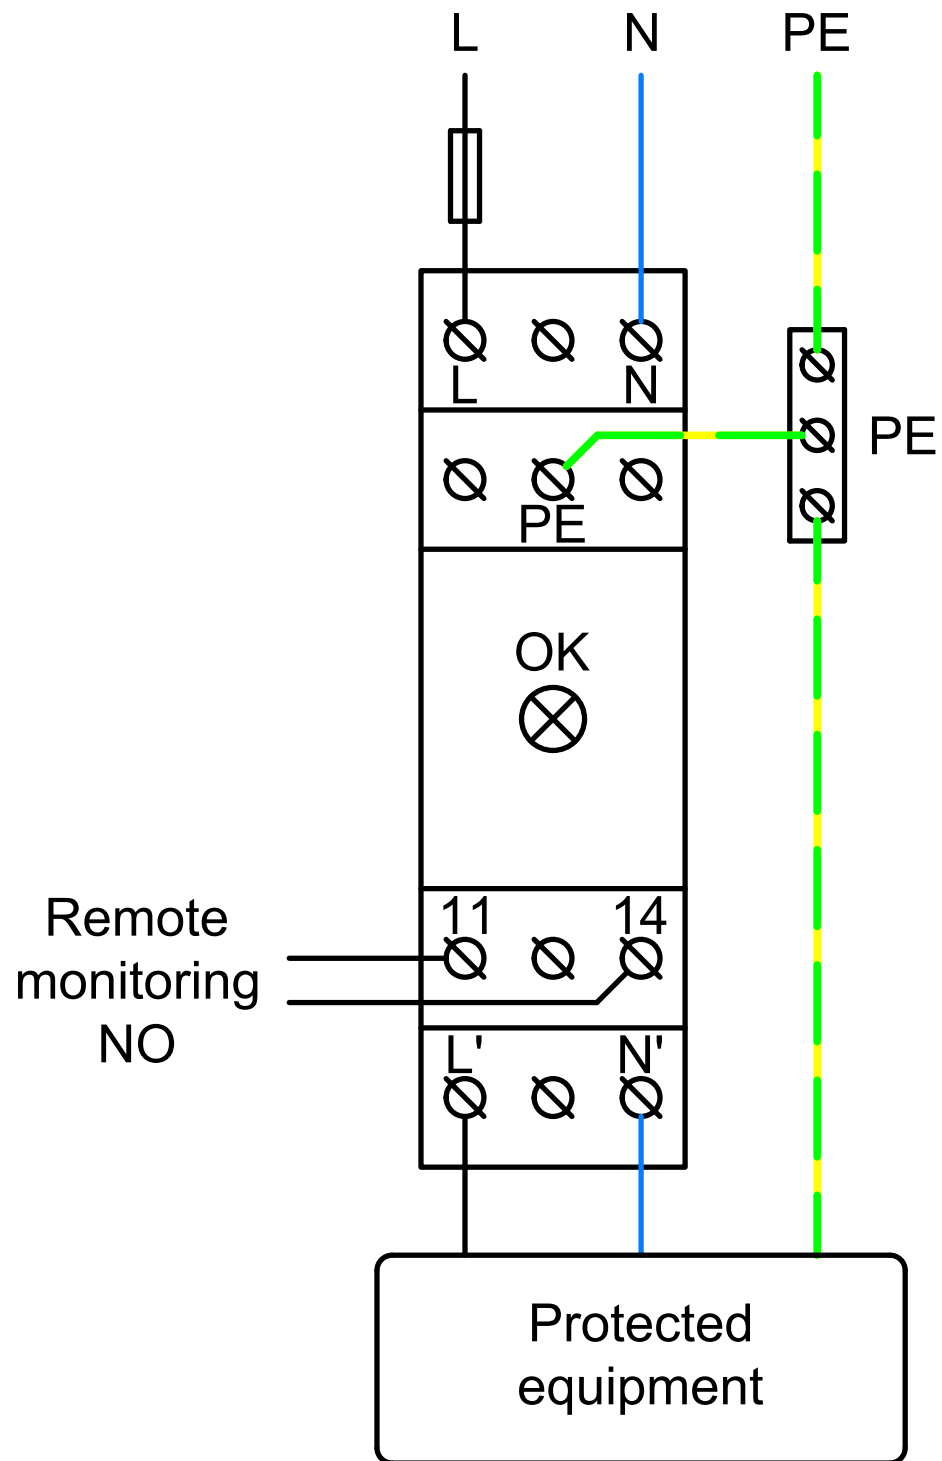 L N PE
L N
PE
PE
OK
11 14
Remote
monitoring
NO
L' N'
Protected
equipment